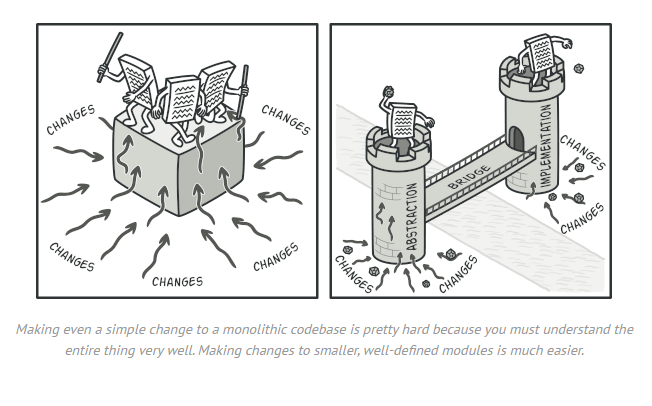 CHANGES
CHANGES
CHANGES
CHANGES
CHANGES
ABSTRACTION
BRIDGE
IMPLEMENTATION
CHANGES
CHANGES
CHANGES
CHANGES
Making even a simple change to a monolithic codebase is pretty hard because you must understand the
entire thing very well. Making changes to smaller, well-defined modules is much easier.